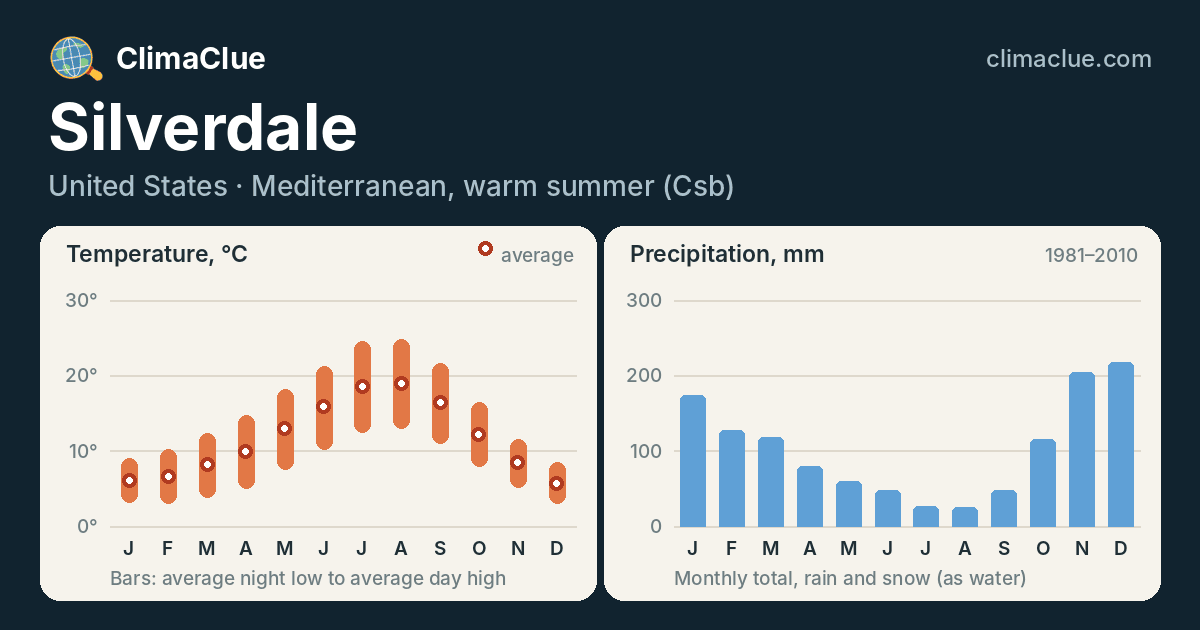 ClimaClue
climaclue.com
Silverdale
United States · Mediterranean, warm summer (Csb)
Temperature, °C
average
30°
20°
10°
0°
J F M A M J J A S O N D
Bars: average night low to average day high
Precipitation, mm
1981–2010
300
200
100
0
J F M A M J J A S O N D
Monthly total, rain and snow (as water)